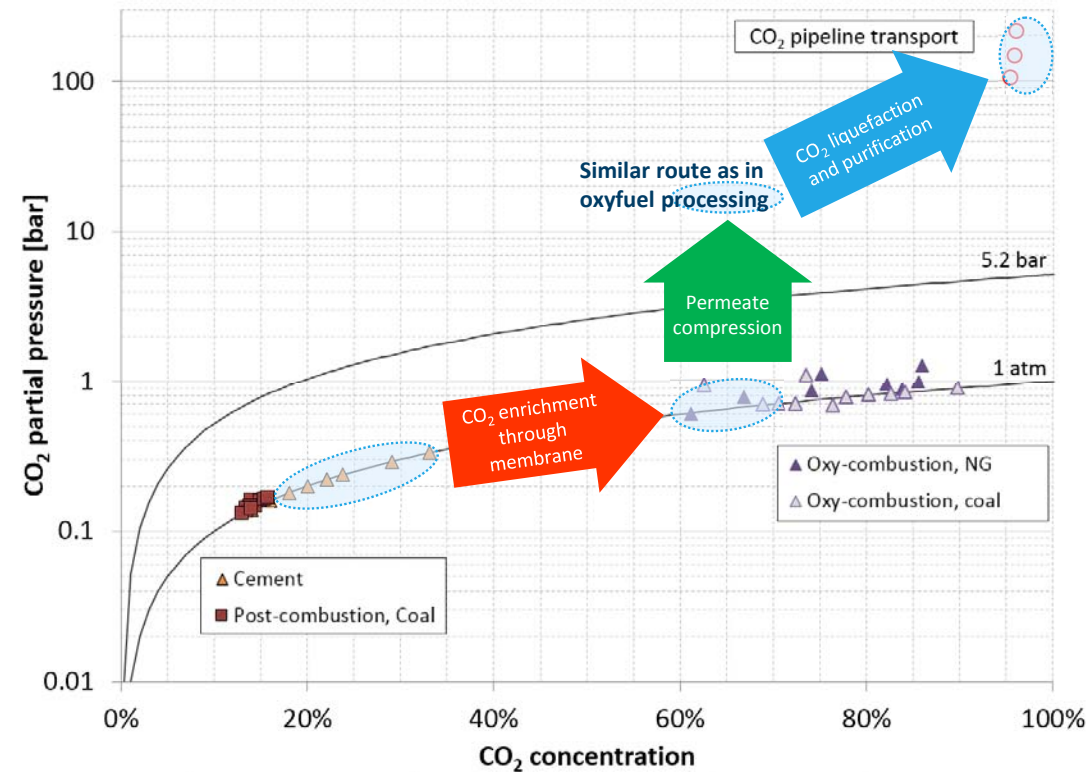 CO₂ pipeline transport
100
CO₂ liquefaction
and purification
Similar route as in
oxyfuel processing
10
5.2 bar
Permeate
compression
CO₂ partial pressure [bar]
1
1 atm
CO₂ enrichment
through
membrane
Oxy-combustion, NG
Oxy-combustion, coal
0.1
Cement
Post-combustion, Coal
0.01
0%
20%
40%
60%
80%
100%
CO₂ concentration